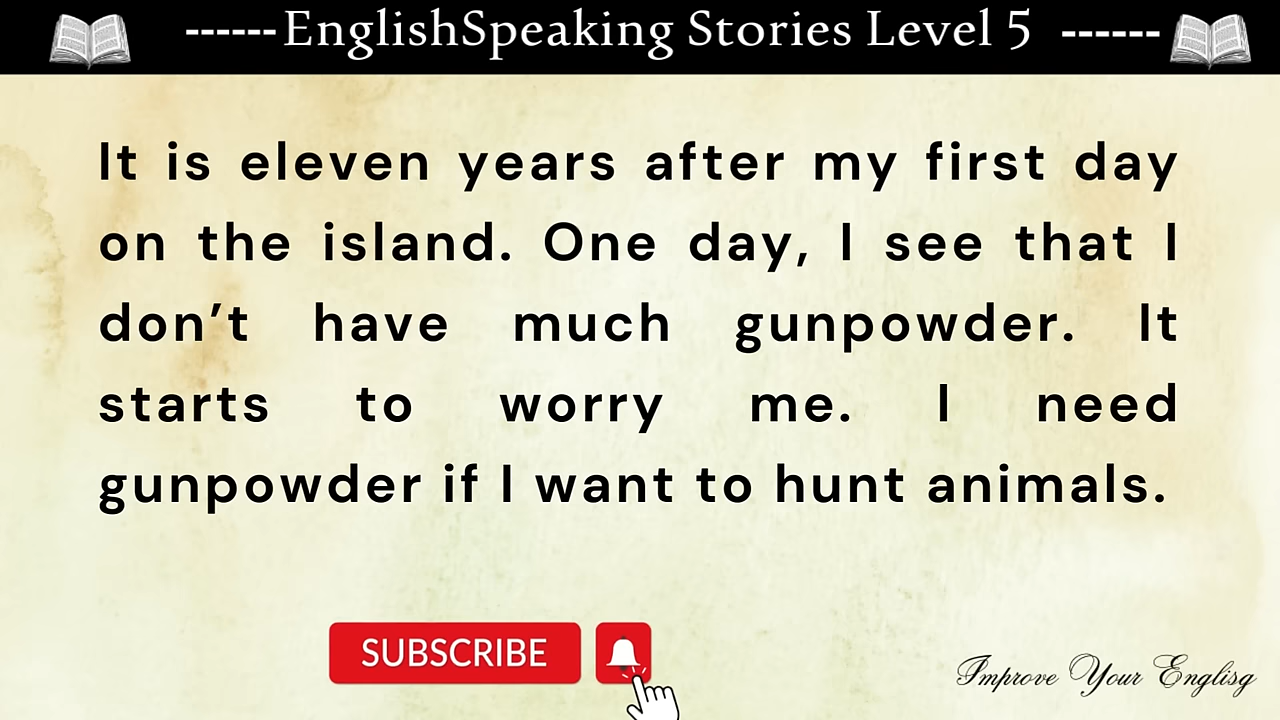 ------EnglishSpeaking Stories Level 5 ------
It is eleven years after my first day
on the island. One day, I see that I
don’t have much gunpowder. It
starts to worry me. I need
gunpowder if I want to hunt animals.
SUBSCRIBE
Improve Your Englisg